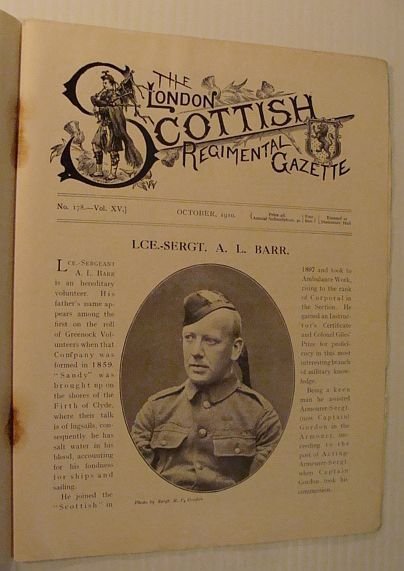 THE
LONDON
SCOTTISH
REGIMENTAL
GAZETTE
No. 178.—Vol. XV.]
OCTOBER, 1910.
LCE.-SERGT. A. L. BARR.
LCE.-SERGEANT
A. L. BARR
is an hereditary
volunteer. His
father's name ap-
pears among the
first on the roll
of Greenock Vol-
unteers when that
Company was
formed in 1859.
"Sandy" was
brought up on
the shores of the
Firth of Clyde,
where their talk
is of lugsails, con-
sequently he has
salt water in his
blood, accounting
for his fondness
for ships and
sailing.
He joined the
"Scottish" in
1897 and took to
Ambulance Work,
rising to the rank
of Corporal in
the Section. He
gained an Instruc-
tor's Certificate
and Colonel Giles'
Prize for profici-
ency in this most
interesting branch
of military know-
ledge.
Being a keen
man he assisted
Armourer-Sergt.
(now Captain)
Gordon in the
Armoury, suc-
ceeding to the
post of Acting-
Armourer-Sergt.
when Captain
Gordon took his
commission.
Photo by Sergt.